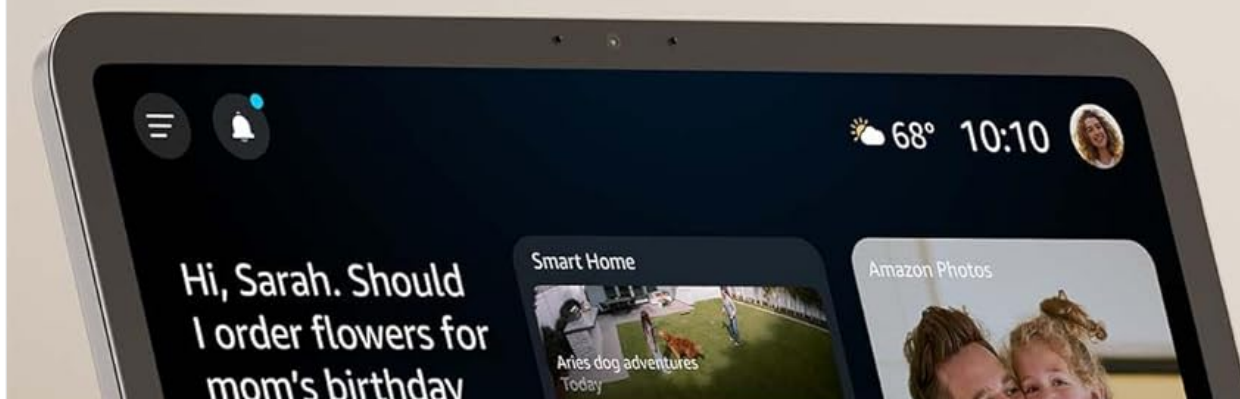 68°
10:10
Hi, Sarah. Should
I order flowers for
mom's birthday
Smart Home
Aries dog adventures
Today
Amazon Photos